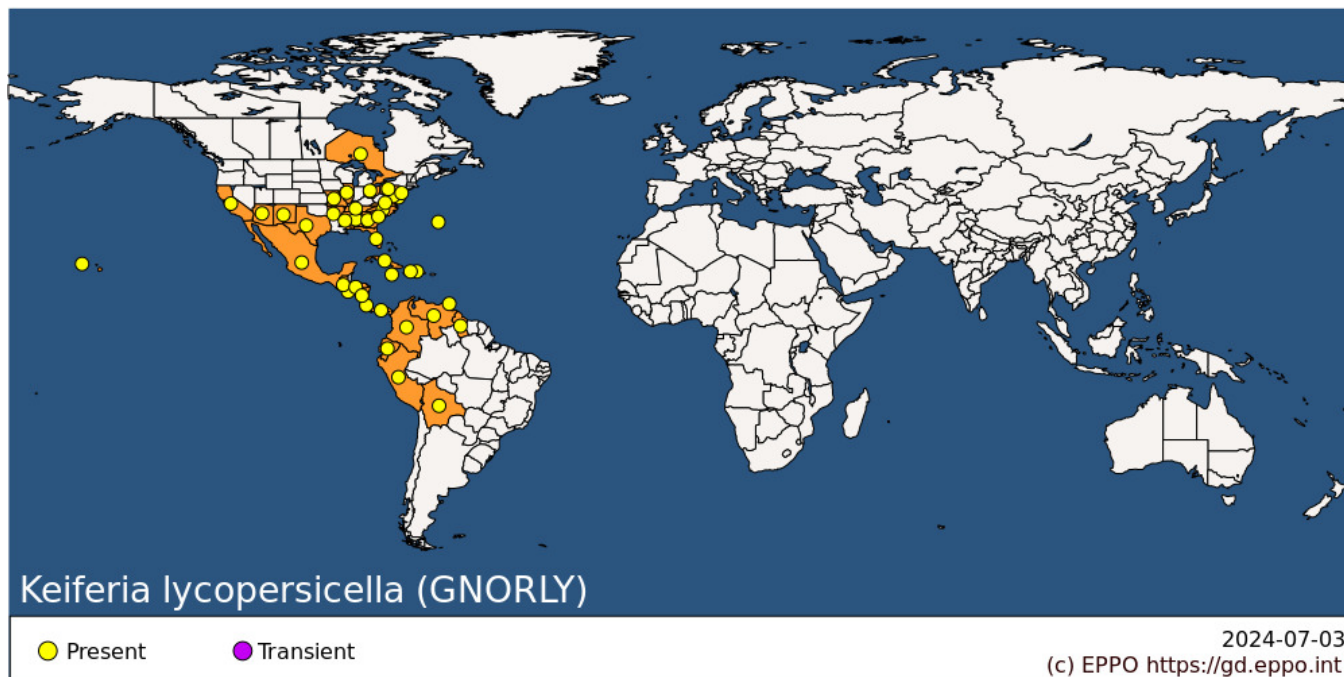 Keiferia lycopersicella (GNORLY)
Present
Transient
2024-07-03
(c) EPPO https://gd.eppo.int